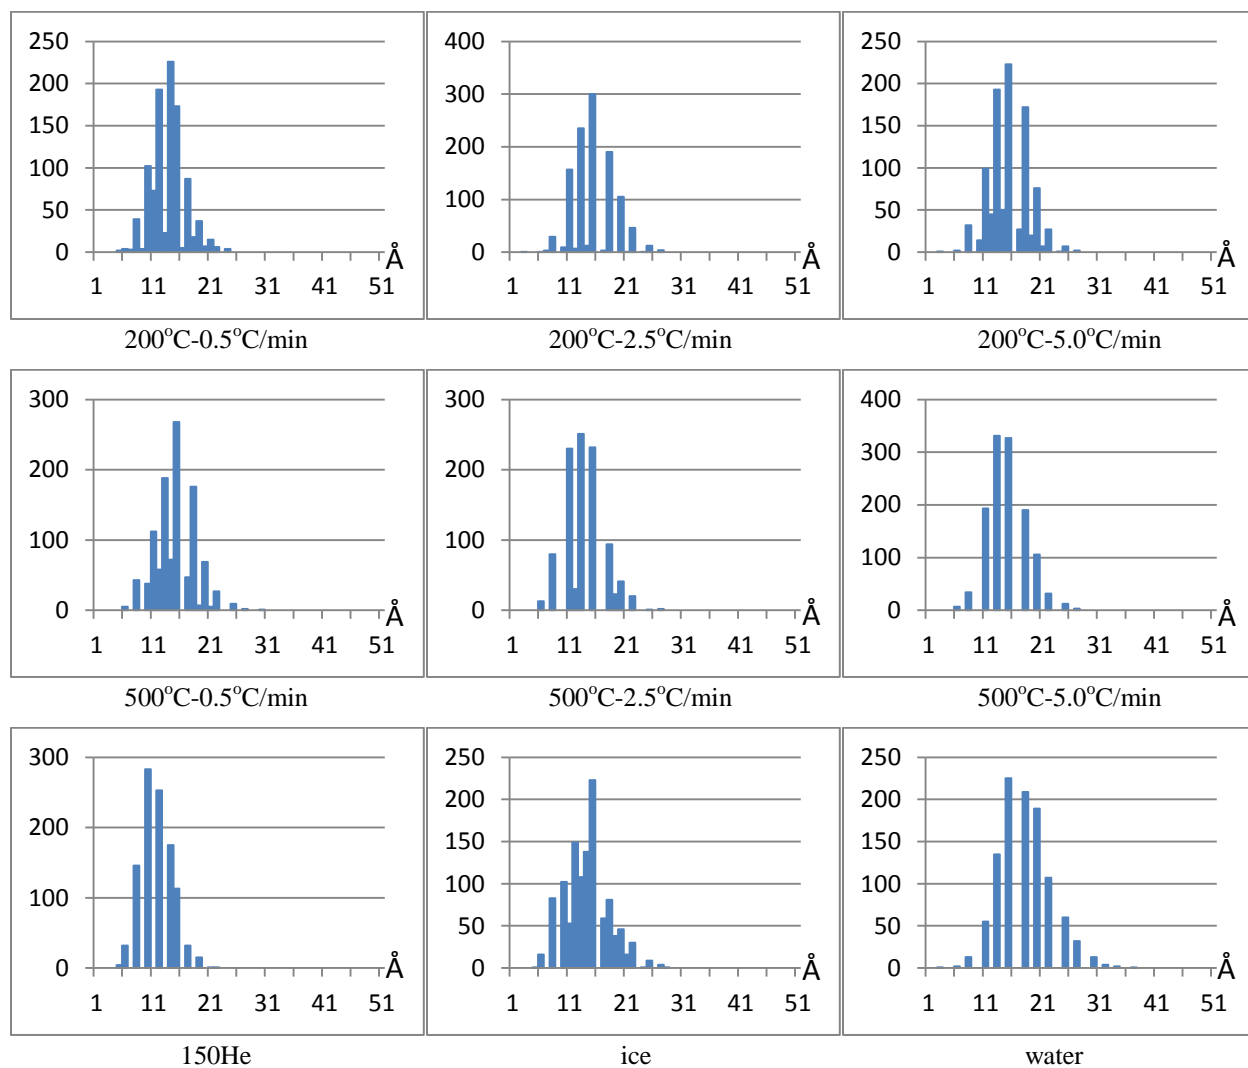 250
200
150
100
50
0
1 11 21 31 41 51 Å
200°C-0.5°C/min
400
300
200
100
0
1 11 21 31 41 51 Å
200°C-2.5°C/min
250
200
150
100
50
0
1 11 21 31 41 51 Å
200°C-5.0°C/min
300
200
100
0
1 11 21 31 41 51 Å
500°C-0.5°C/min
300
200
100
0
1 11 21 31 41 51 Å
500°C-2.5°C/min
400
300
200
100
0
1 11 21 31 41 51 Å
500°C-5.0°C/min
300
200
100
0
1 11 21 31 41 51 Å
150He
250
200
150
100
50
0
1 11 21 31 41 51 Å
ice
250
200
150
100
50
0
1 11 21 31 41 51 Å
water